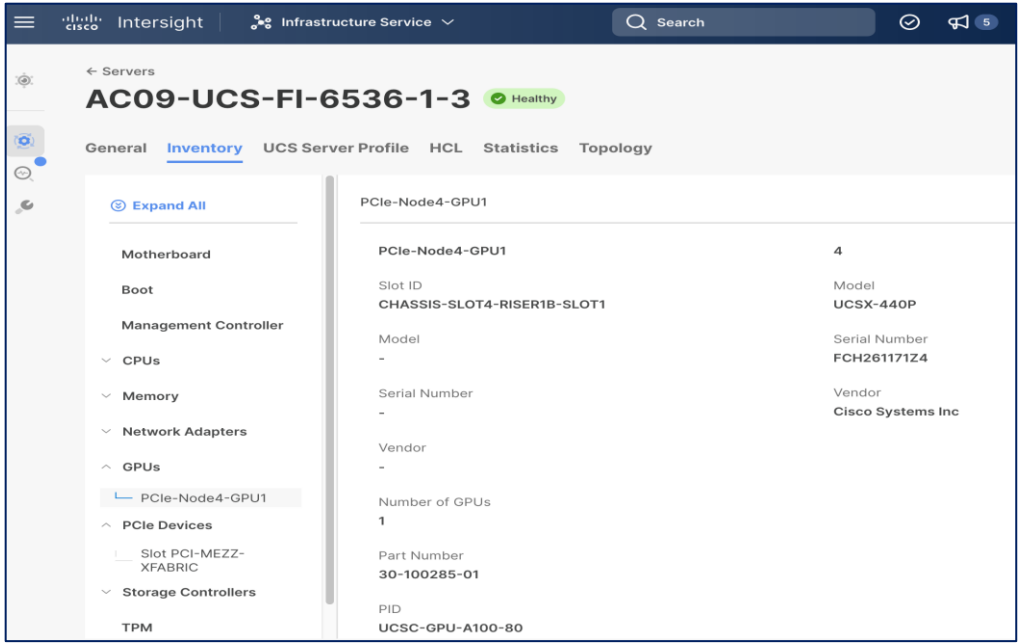 cisco Intersight Infrastructure Service Search 5
← Servers
AC09-UCS-FI-6536-1-3 Healthy
General Inventory UCS Server Profile HCL Statistics Topology
Expand All
Motherboard
Boot
Management Controller
CPUs
Memory
Network Adapters
GPUs
PCIe-Node4-GPU1
PCIe Devices
Slot PCI-MEZZ-
XFABRIC
Storage Controllers
TPM
PCIe-Node4-GPU1
PCIe-Node4-GPU1
Slot ID
CHASSIS-SLOT4-RISER1B-SLOT1
Model
-
Serial Number
-
Vendor
-
Number of GPUs
1
Part Number
30-100285-01
PID
UCSC-GPU-A100-80
4
Model
UCSX-440P
Serial Number
FCH261171Z4
Vendor
Cisco Systems Inc